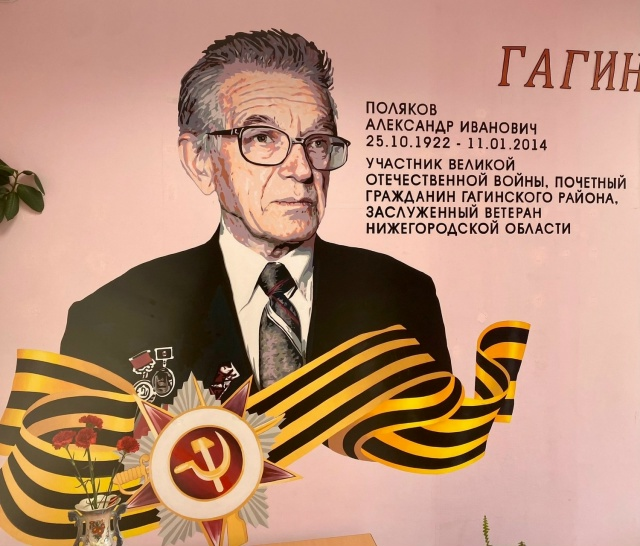 ГАГИН
ПОЛЯКОВ
АЛЕКСАНДР ИВАНОВИЧ
25.10.1922 - 11.01.2014
УЧАСТНИК ВЕЛИКОЙ
ОТЕЧЕСТВЕННОЙ ВОЙНЫ, ПОЧЕТНЫЙ
ГРАЖДАНИН ГАГИНСКОГО РАЙОНА,
ЗАСЛУЖЕННЫЙ ВЕТЕРАН
НИЖЕГОРОДСКОЙ ОБЛАСТИ